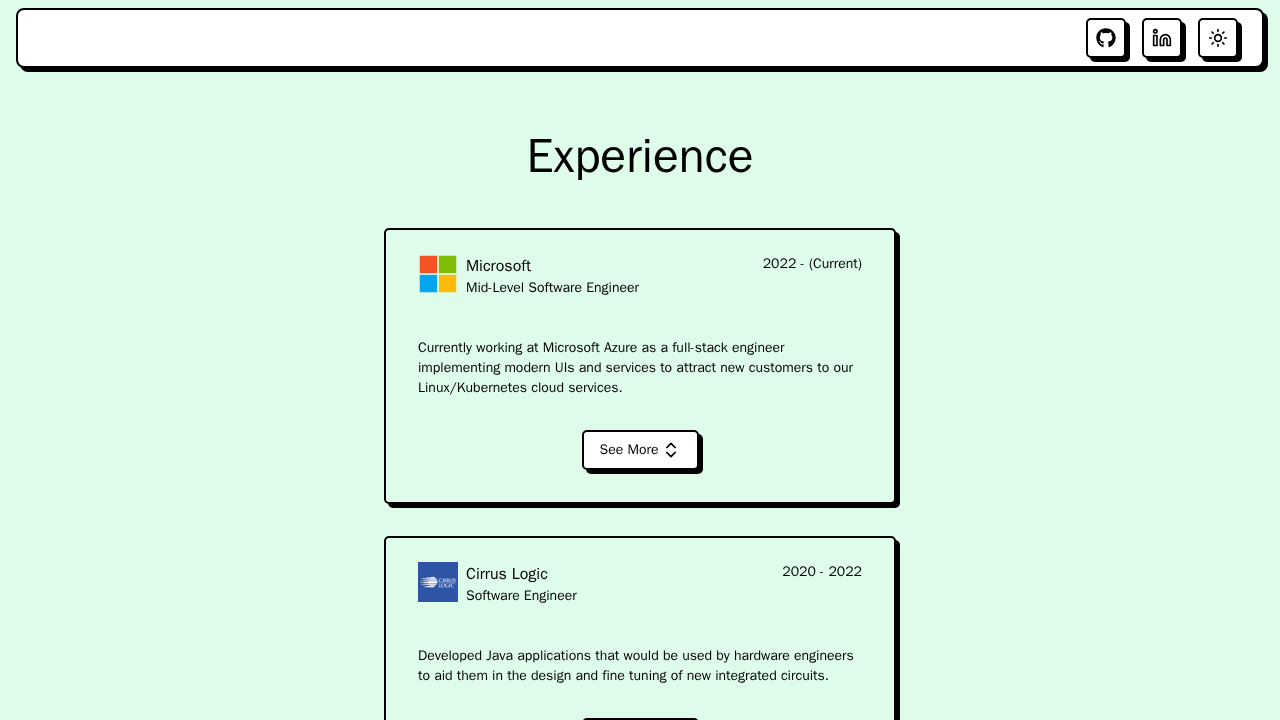 Experience
Microsoft
2022 - (Current)
Mid-Level Software Engineer
Currently working at Microsoft Azure as a full-stack engineer
implementing modern UIs and services to attract new customers to our
Linux/Kubernetes cloud services.
See More
CIRRUS LOGIC
Cirrus Logic
2020 - 2022
Software Engineer
Developed Java applications that would be used by hardware engineers
to aid them in the design and fine tuning of new integrated circuits.